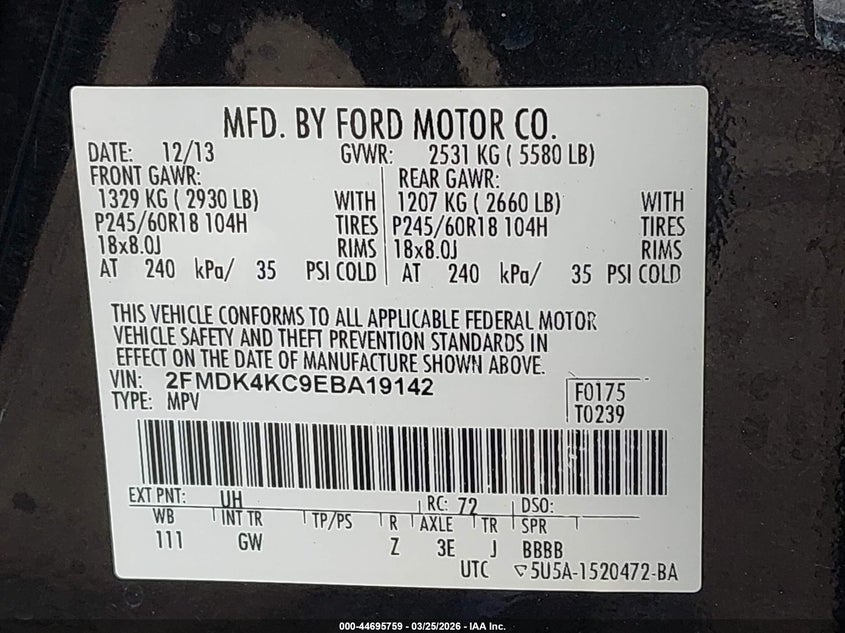 MFD. BY FORD MOTOR CO.
DATE: 12/13 GVWR: 2531 KG ( 5580 LB)
FRONT GAWR: REAR GAWR:
1329 KG ( 2930 LB) WITH 1207 KG ( 2660 LB) WITH
P245/60R18 104H TIRES P245/60R18 104H TIRES
18x8.0J RIMS 18x8.0J RIMS
AT 240 kPa/ 35 PSI COLD AT 240 kPa/ 35 PSI COLD
THIS VEHICLE CONFORMS TO ALL APPLICABLE FEDERAL MOTOR
VEHICLE SAFETY AND THEFT PREVENTION STANDARDS IN
EFFECT ON THE DATE OF MANUFACTURE SHOWN ABOVE.
VIN: 2FMDK4KC9EBA19142
TYPE: MPV
F0175
T0239
EXT PNT: UH RC: 72 DSO:
WB INT TR TP/PS R AXLE TR SPR
111 GW Z 3E J BBBB
UTC 5U5A-1520472-BA
000-44695759 - 03/25/2026 - IAA Inc.